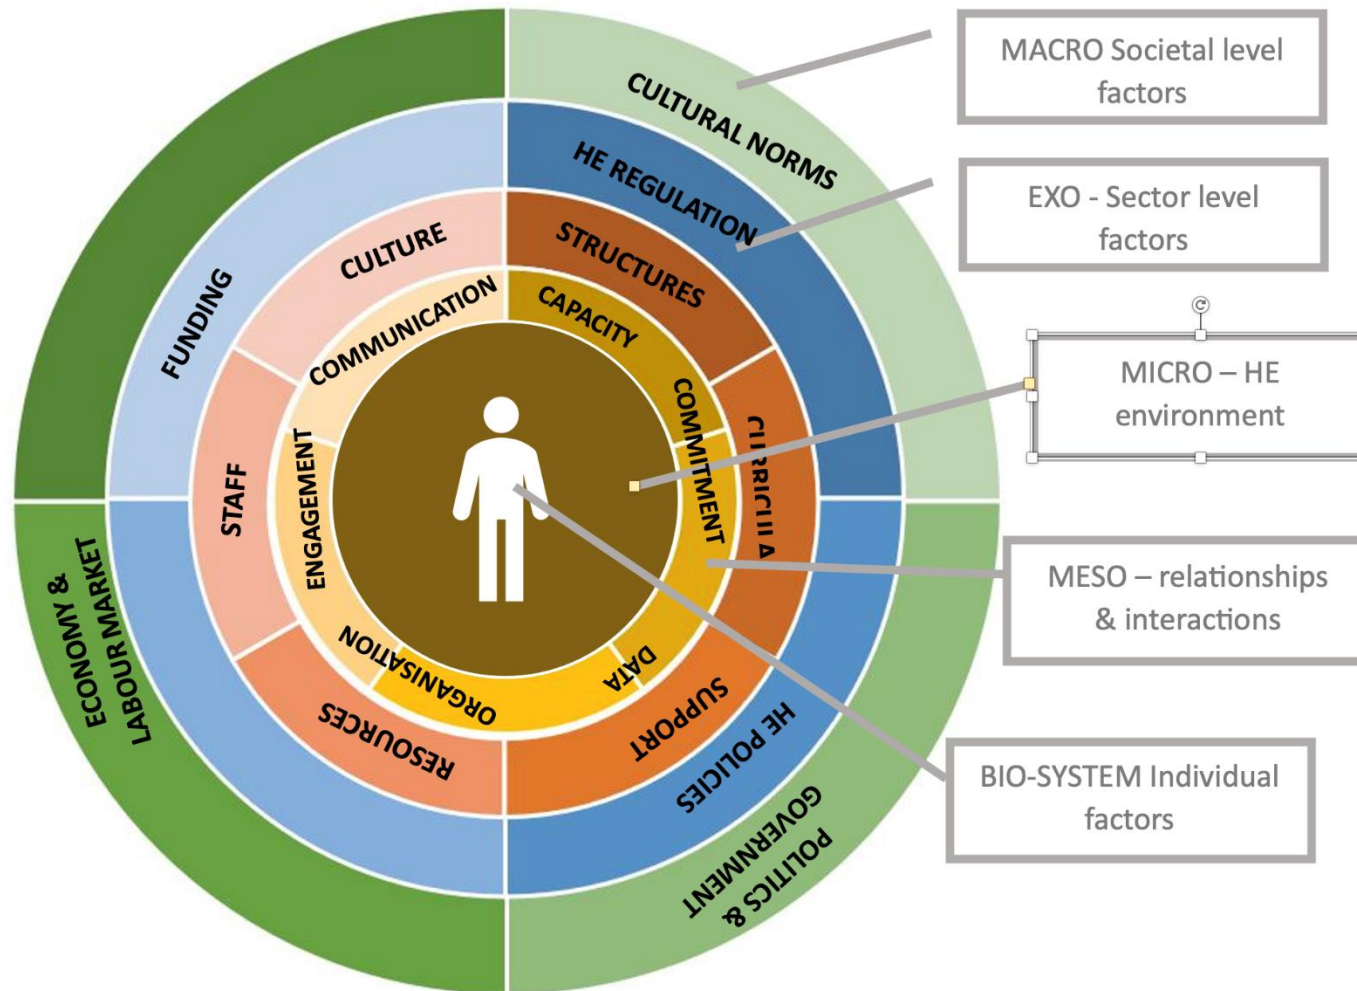 CULTURAL NORMS
HE REGULATION
FUNDING
CULTURE
STRUCTURES
COMMUNICATION
CAPACITY
COMMITMENT
CURRICULA
STAFF
ENGAGEMENT
ORGANISATION
DATA
SUPPORT
RESOURCES
HE POLICIES
ECONOMY &
LABOUR MARKET
POLITICS &
GOVERNMENT
MACRO Societal level
factors
EXO - Sector level
factors
MICRO – HE
environment
MESO – relationships
& interactions
BIO-SYSTEM Individual
factors